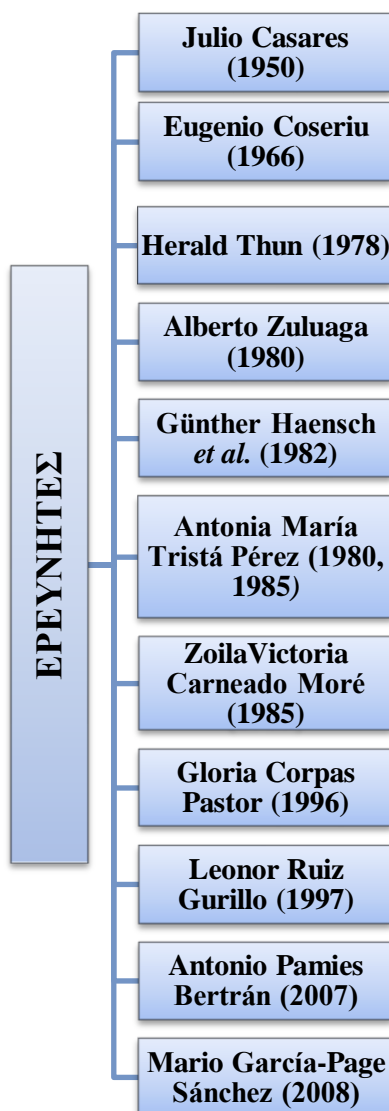 ΕΡΕΥΝΗΤΕΣ
Julio Casares
(1950)
Eugenio Coseriu
(1966)
Herald Thun (1978)
Alberto Zuluaga
(1980)
Günther Haensch
et al. (1982)
Antonia María
Tristá Pérez (1980,
1985)
ZoilaVictoria
Carneado Moré
(1985)
Gloria Corpas
Pastor (1996)
Leonor Ruiz
Gurillo (1997)
Antonio Pamies
Bertrán (2007)
Mario García-Page
Sánchez (2008)